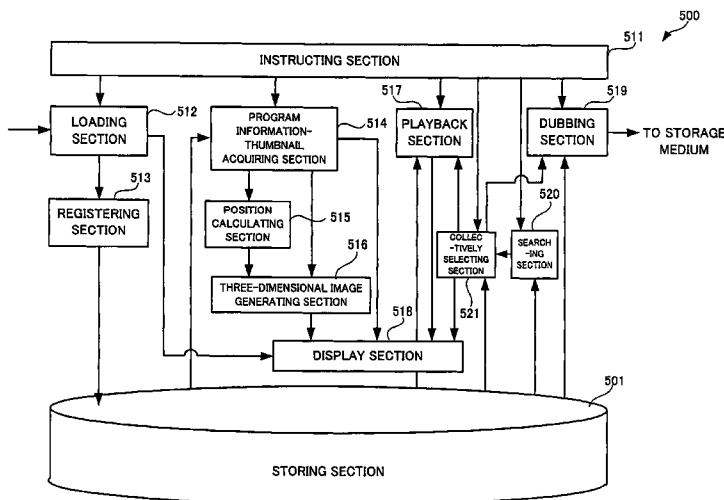 500
511
INSTRUCTING SECTION
512
LOADING
SECTION
PROGRAM
INFORMATION-
THUMBNAIL
ACQUIRING SECTION
514
517
PLAYBACK
SECTION
519
DUBBING
SECTION
TO STORAGE
MEDIUM
513
REGISTERING
SECTION
POSITION
CALCULATING
SECTION
515
520
COLLEC
-TIVELY
SELECTING
SECTION
SEARCH
-ING SECTION
516
THREE-DIMENSIONAL IMAGE
GENERATING SECTION
521
518
DISPLAY SECTION
501
STORING SECTION